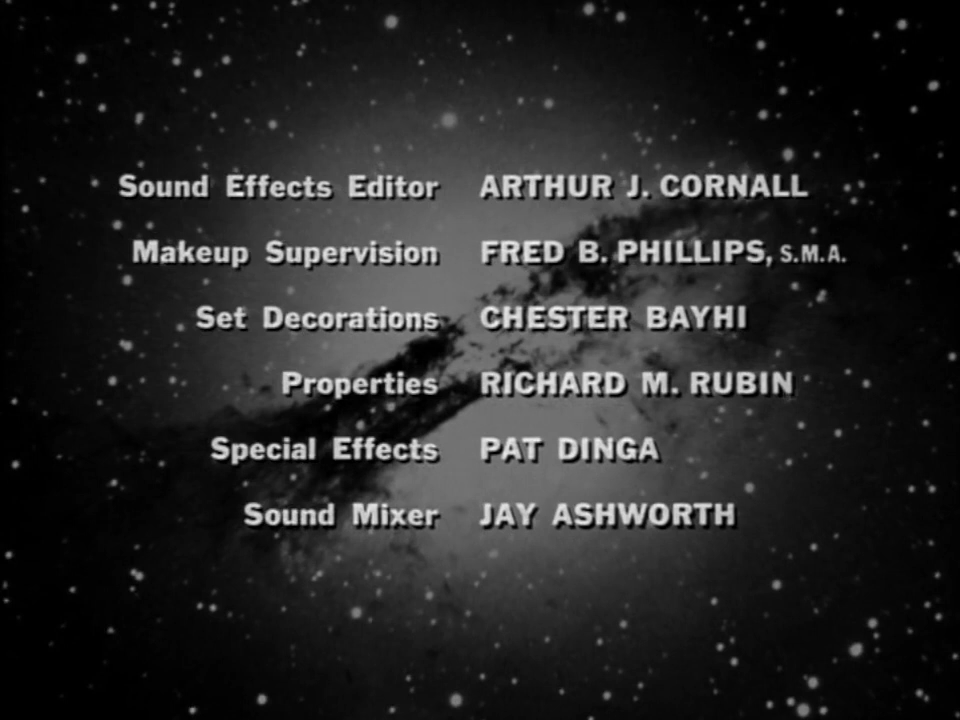 Sound Effects Editor ARTHUR J. CORNALL
Makeup Supervision FRED B. PHILLIPS, S.M.A.
Set Decorations CHESTER BAYHI
Properties RICHARD M. RUBIN
Special Effects PAT DINGA
Sound Mixer JAY ASHWORTH